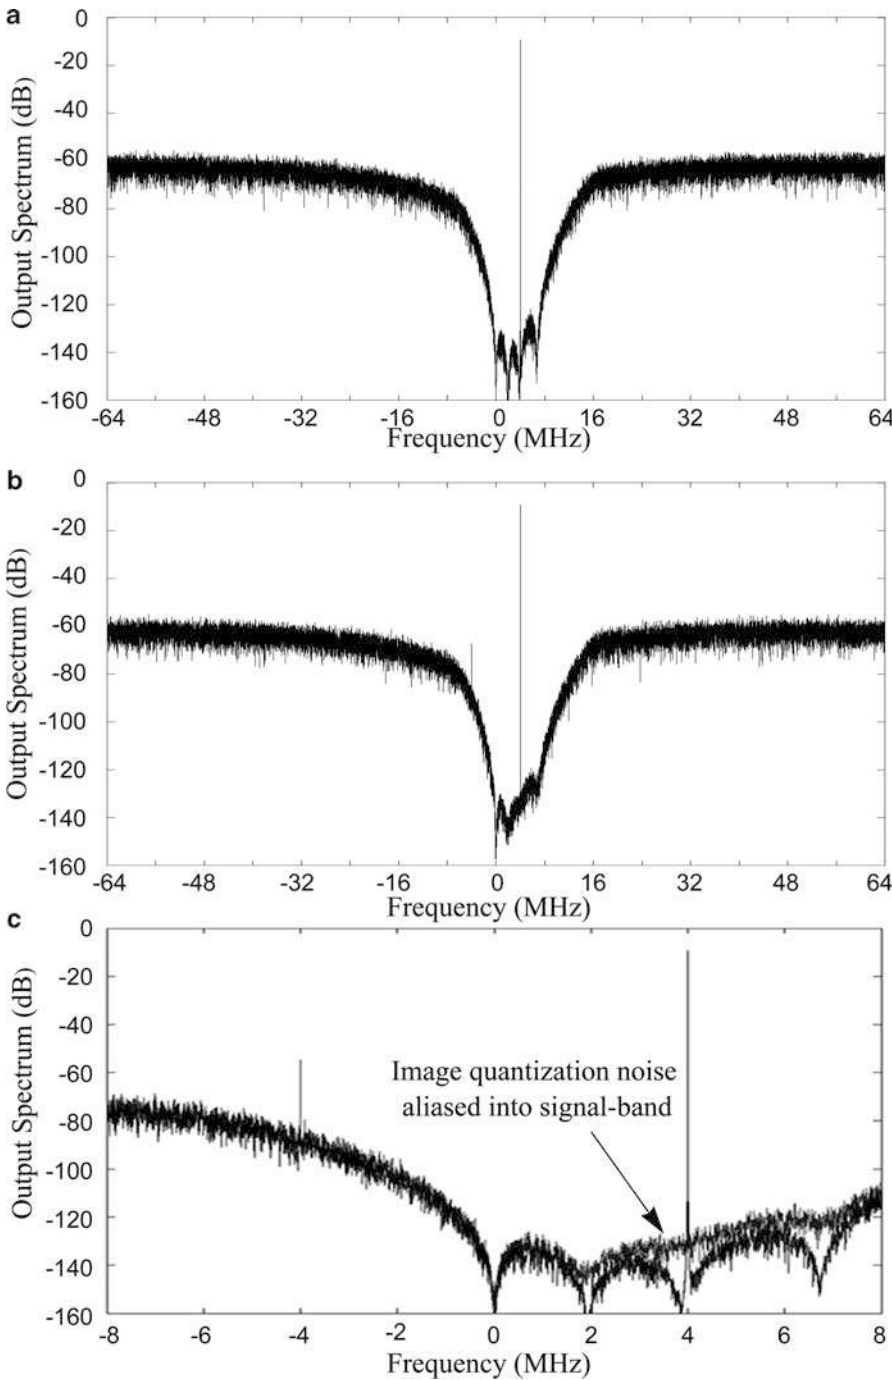 a
Output Spectrum (dB)
0
-20
-40
-60
-80
-100
-120
-140
-160
-64 -48 -32 -16 0 16 32 48 64
Frequency (MHz)
b
Output Spectrum (dB)
0
-20
-40
-60
-80
-100
-120
-140
-160
-64 -48 -32 -16 0 16 32 48 64
Frequency (MHz)
c
Output Spectrum (dB)
0
-20
-40
-60
-80
-100
-120
-140
-160
Image quantization noise
aliased into signal-band
-8 -6 -4 -2 0 2 4 6 8
Frequency (MHz)